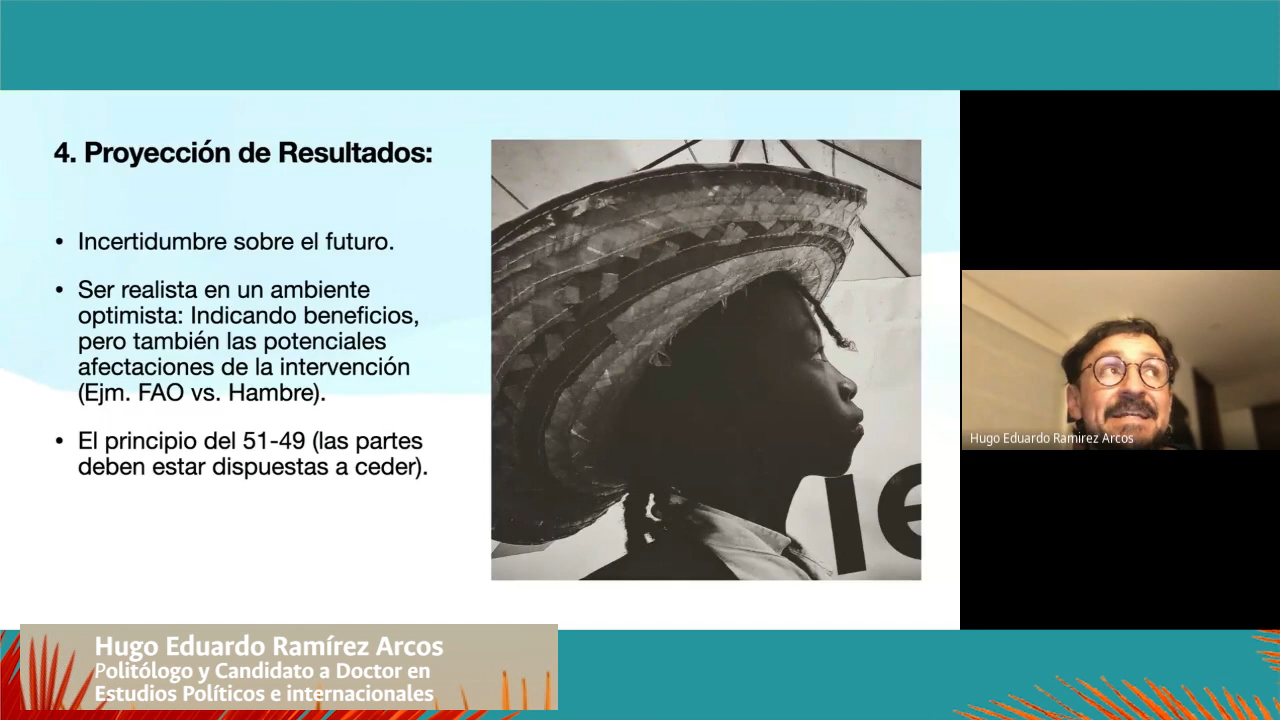 4. Proyección de Resultados:
• Incertidumbre sobre el futuro.
• Ser realista en un ambiente
optimista: Indicando beneficios,
pero también las potenciales
afectaciones de la intervención
(Ejm. FAO vs. Hambre).
• El principio del 51-49 (las partes
deben estar dispuestas a ceder).
ie
Hugo Eduardo Ramirez Arcos
Hugo Eduardo Ramírez Arcos
Politólogo y Candidato a Doctor en
Estudios Políticos e internacionales